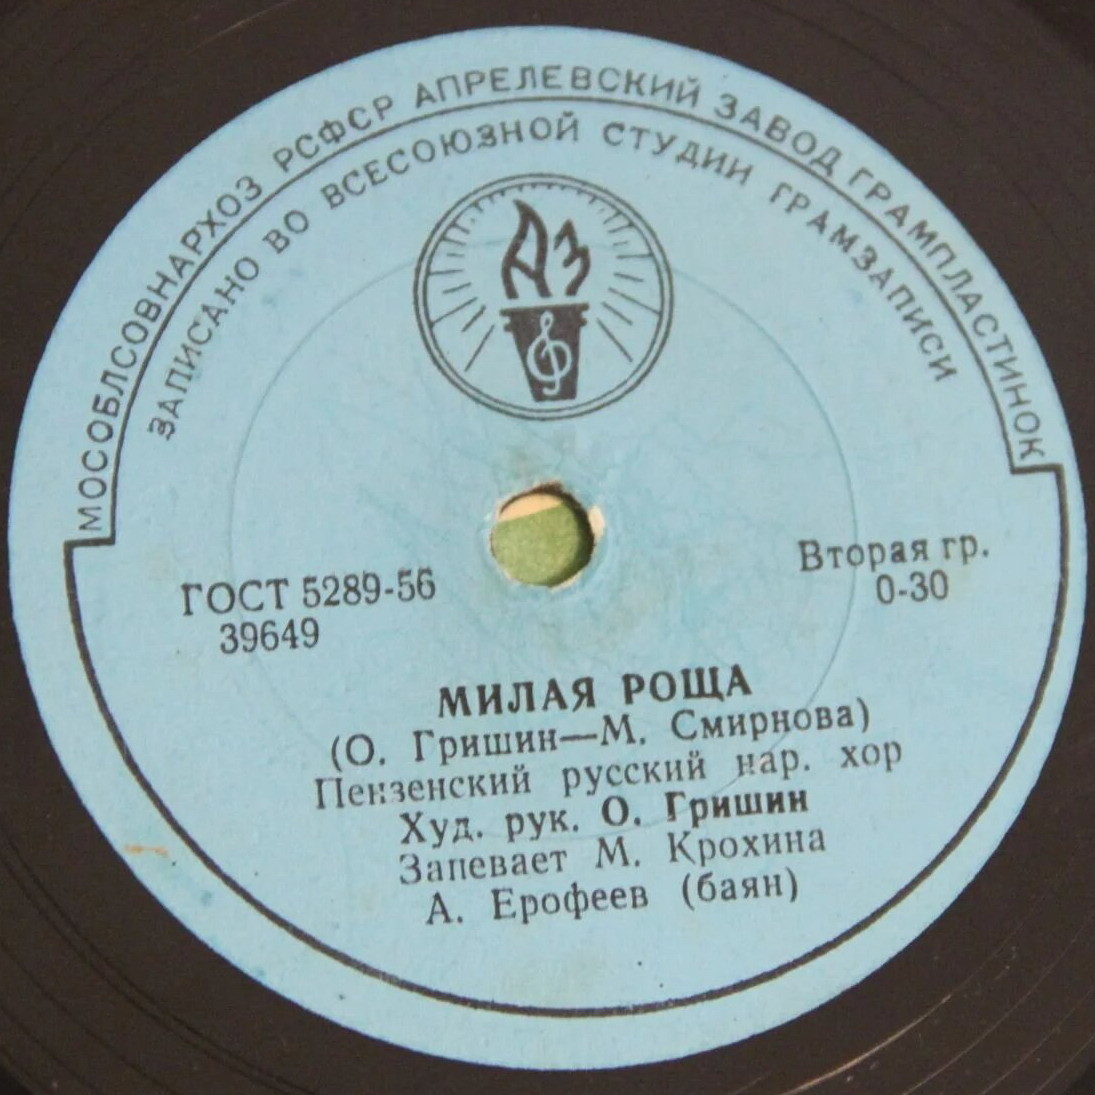 МОСОБЛСОВНАРХОЗ РСФСР АПРЕЛЕВСКИЙ ЗАВОД ГРАМПЛАСТИНОК
ЗАПИСАНО ВО ВСЕСОЮЗНОЙ СТУДИИ ГРАМЗАПИСИ
АЗ
ГОСТ 5289-56
39649
Вторая гр.
0-30
МИЛАЯ РОЩА
(О. Гришин—М. Смирнова)
Пензенский русский нар. хор
Худ. рук. О. Гришин
Запевает М. Крохина
А. Ерофеев (баян)